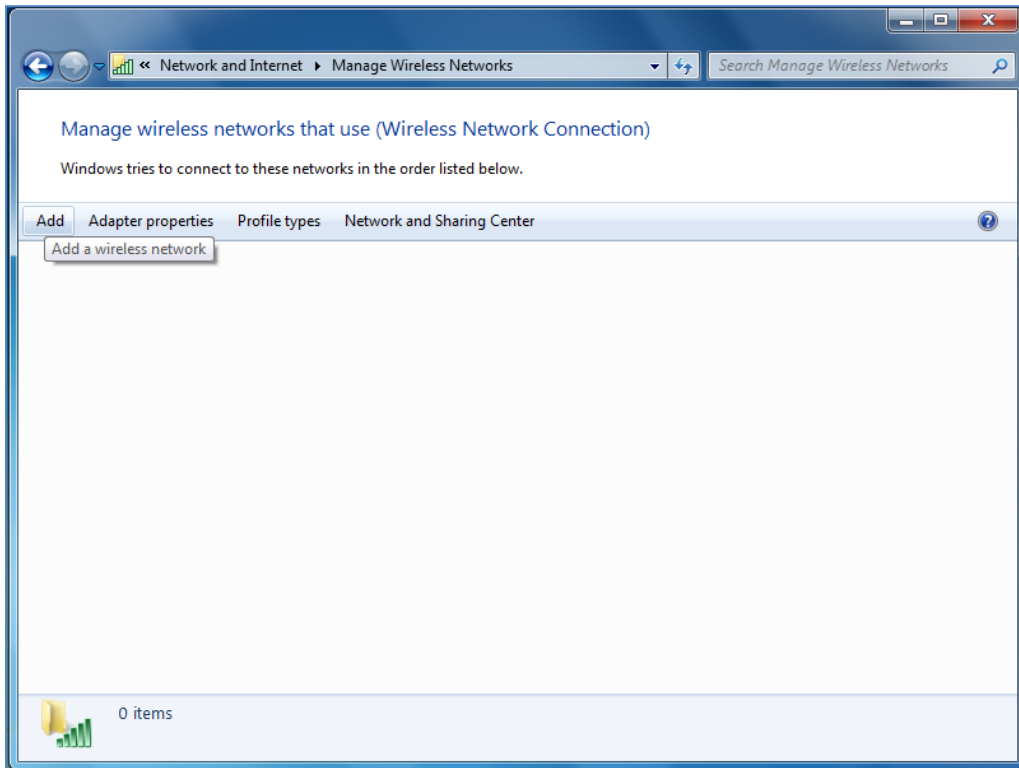 « Network and Internet ▸ Manage Wireless Networks
Search Manage Wireless Networks
Manage wireless networks that use (Wireless Network Connection)
Windows tries to connect to these networks in the order listed below.
Add Adapter properties Profile types Network and Sharing Center
Add a wireless network
0 items